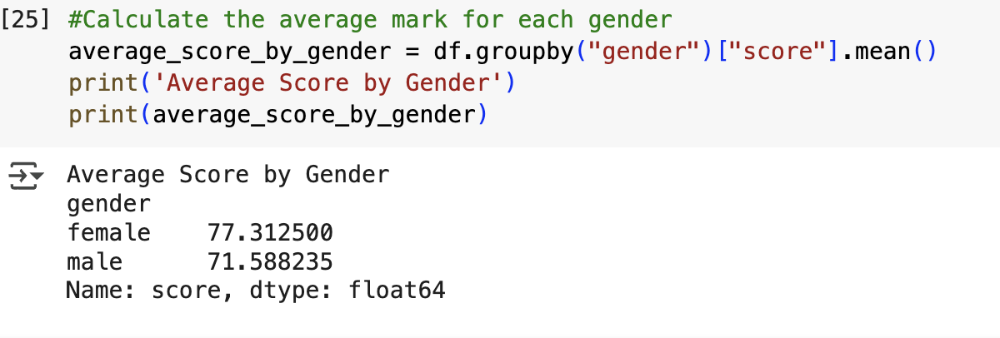 [25] #Calculate the average mark for each gender
average_score_by_gender = df.groupby("gender")["score"].mean()
print('Average Score by Gender')
print(average_score_by_gender)
Average Score by Gender
gender
female    77.312500
male      71.588235
Name: score, dtype: float64